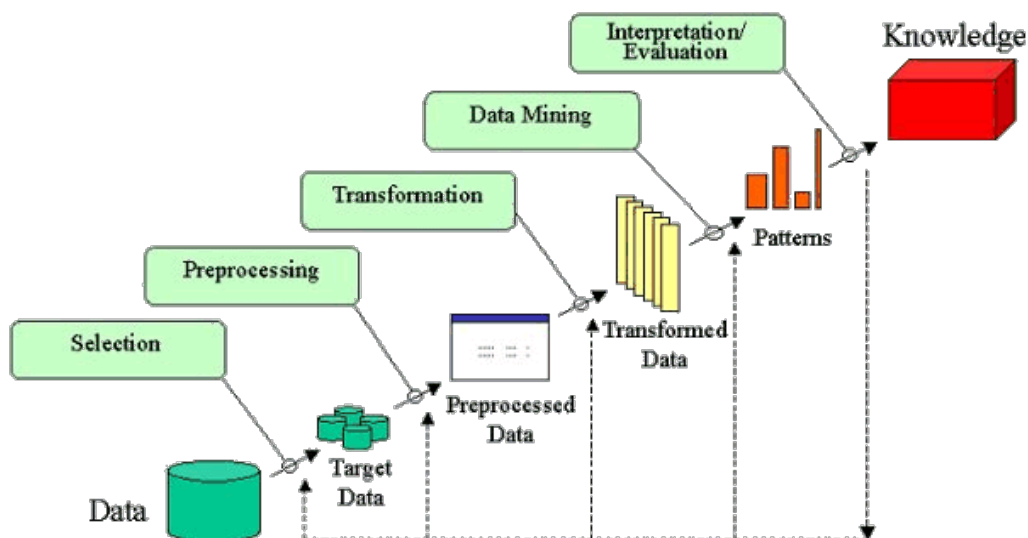 Interpretation/
Evaluation
Knowledge
Data Mining
Transformation
Patterns
Preprocessing
Transformed
Data
Selection
Preprocessed
Data
Target
Data
Data